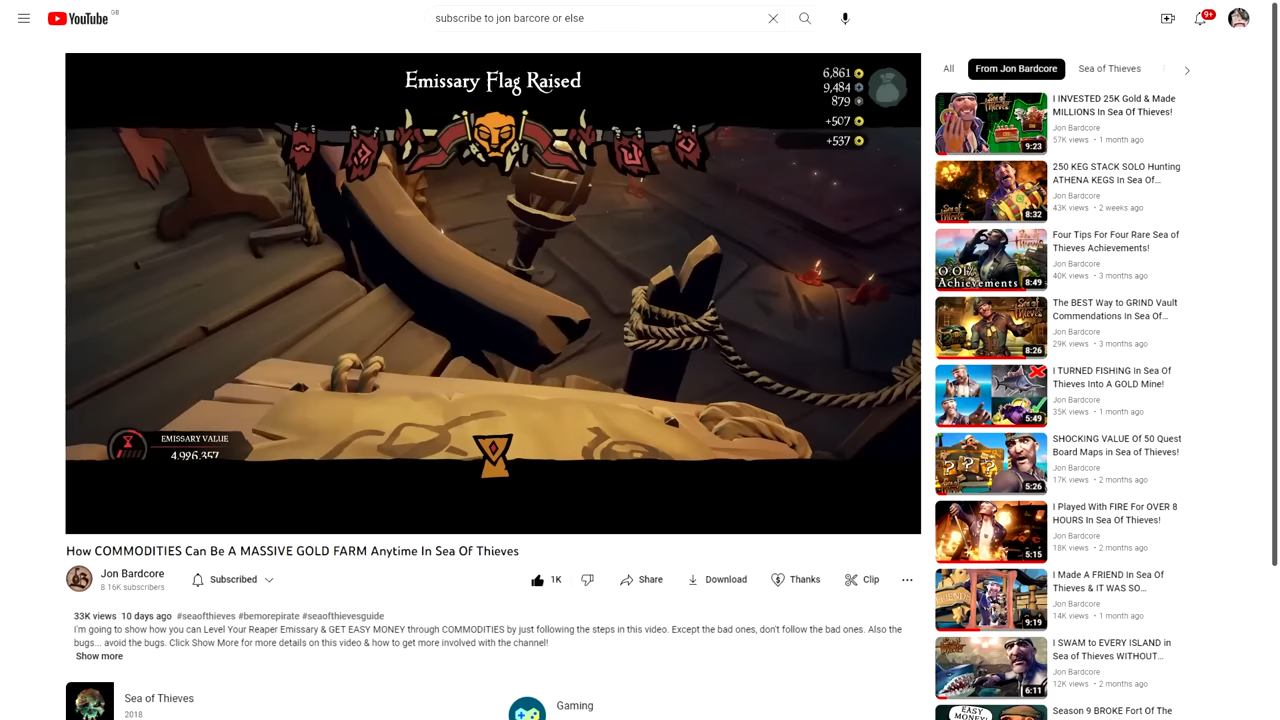 YouTube GB
subscribe to jon barcore or else
9+
Emissary Flag Raised
6,861
9,484
879
+507
+537
EMISSARY VALUE
4,926,357
How COMMODITIES Can Be A MASSIVE GOLD FARM Anytime In Sea Of Thieves
Jon Bardcore
8.16K subscribers
Subscribed
1K
Share
Download
Thanks
Clip
33K views 10 days ago #seaofthieves #bemorepirate #seaofthievesguide
I'm going to show how you can Level Your Reaper Emissary & GET EASY MONEY through COMMODITIES by just following the steps in this video. Except the bad ones, don't follow the bad ones. Also the
bugs... avoid the bugs. Click Show More for more details on this video & how to get more involved with the channel!
Show more
Sea of Thieves
2018
Gaming
All
From Jon Bardcore
Sea of Thieves
9:23
I INVESTED 25K Gold & Made
MILLIONS In Sea Of Thieves!
Jon Bardcore
57K views • 1 month ago
8:32
250 KEG STACK SOLO Hunting
ATHENA KEGS In Sea Of...
Jon Bardcore
43K views • 2 weeks ago
Achievements
8:49
Four Tips For Four Rare Sea of
Thieves Achievements!
Jon Bardcore
40K views • 3 months ago
8:26
The BEST Way to GRIND Vault
Commendations In Sea Of...
Jon Bardcore
29K views • 3 months ago
5:49
I TURNED FISHING In Sea Of
Thieves Into A GOLD Mine!
Jon Bardcore
35K views • 1 month ago
? ? ?
5:26
SHOCKING VALUE Of 50 Quest
Board Maps in Sea of Thieves!
Jon Bardcore
17K views • 2 months ago
5:15
I Played With FIRE For OVER 8
HOURS In Sea Of Thieves!
Jon Bardcore
18K views • 2 months ago
FRIENDS
9:19
I Made A FRIEND In Sea Of
Thieves & IT WAS SO...
Jon Bardcore
14K views • 1 month ago
6:11
I SWAM to EVERY ISLAND in
Sea of Thieves WITHOUT...
Jon Bardcore
12K views • 2 months ago
EASY
MONEY!
Season 9 BROKE Fort Of The